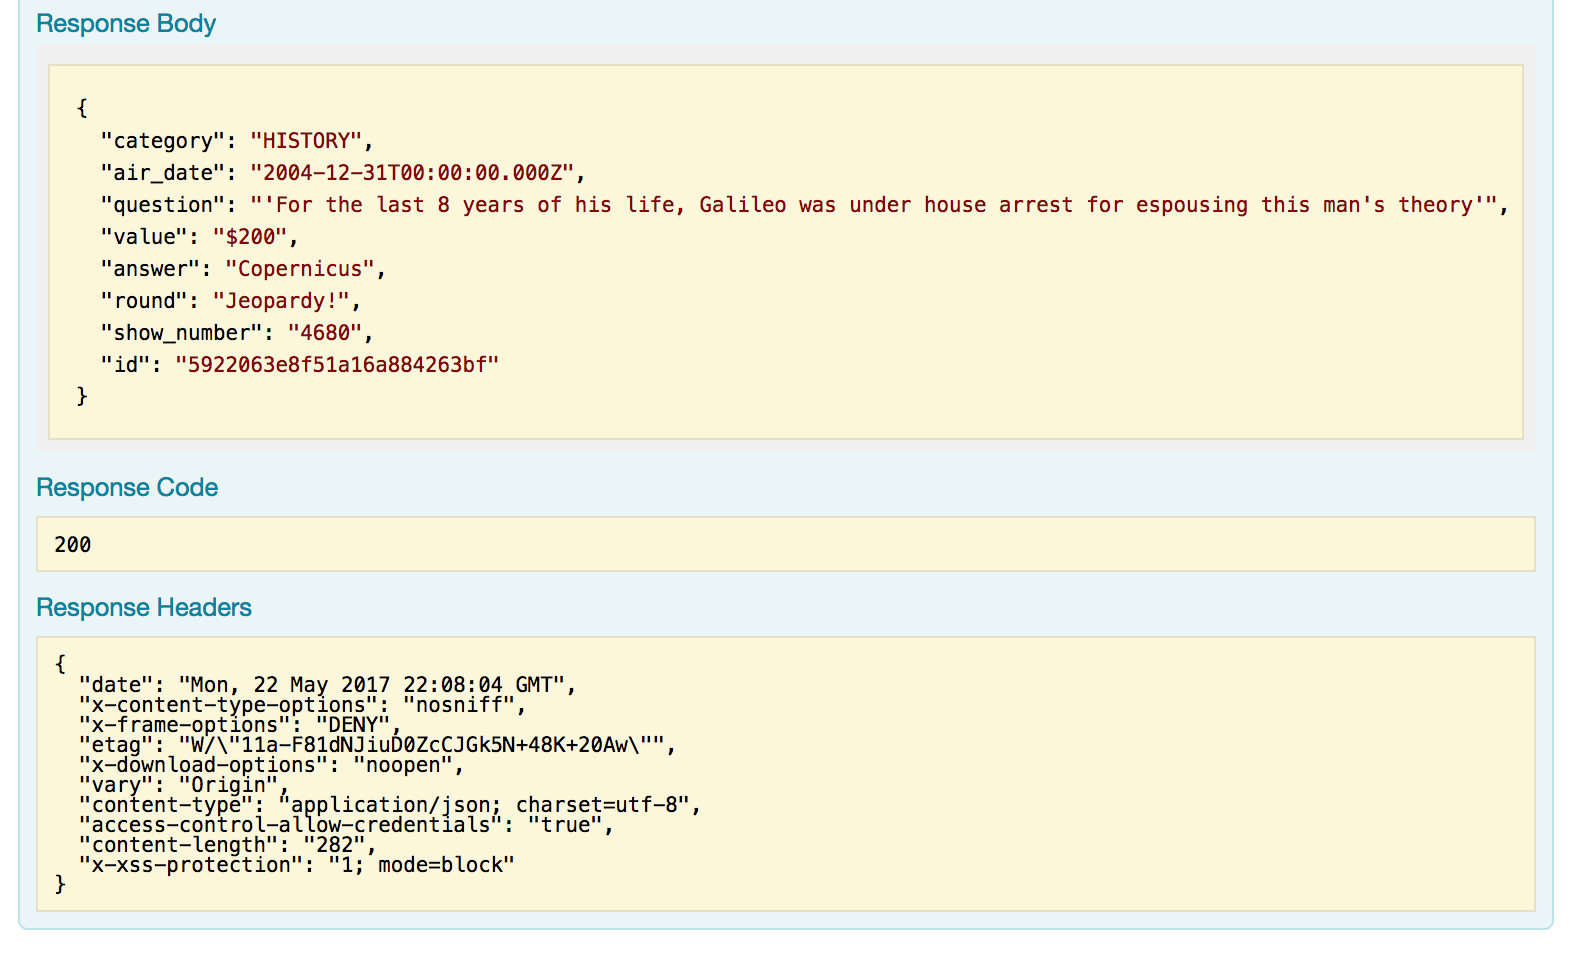 Response Body
{
"category": "HISTORY",
"air_date": "2004-12-31T00:00:00.000Z",
"question": "'For the last 8 years of his life, Galileo was under house arrest for espousing this man's theory'",
"value": "$200",
"answer": "Copernicus",
"round": "Jeopardy!",
"show_number": "4680",
"id": "5922063e8f51a16a884263bf"
}
Response Code
200
Response Headers
{
"date": "Mon, 22 May 2017 22:08:04 GMT",
"x-content-type-options": "nosniff",
"x-frame-options": "DENY",
"etag": "W/\"11a-F81dNJiuD0ZcCJGk5N+48K+20Aw\"",
"x-download-options": "noopen",
"vary": "Origin",
"content-type": "application/json; charset=utf-8",
"access-control-allow-credentials": "true",
"content-length": "282",
"x-xss-protection": "1; mode=block"
}